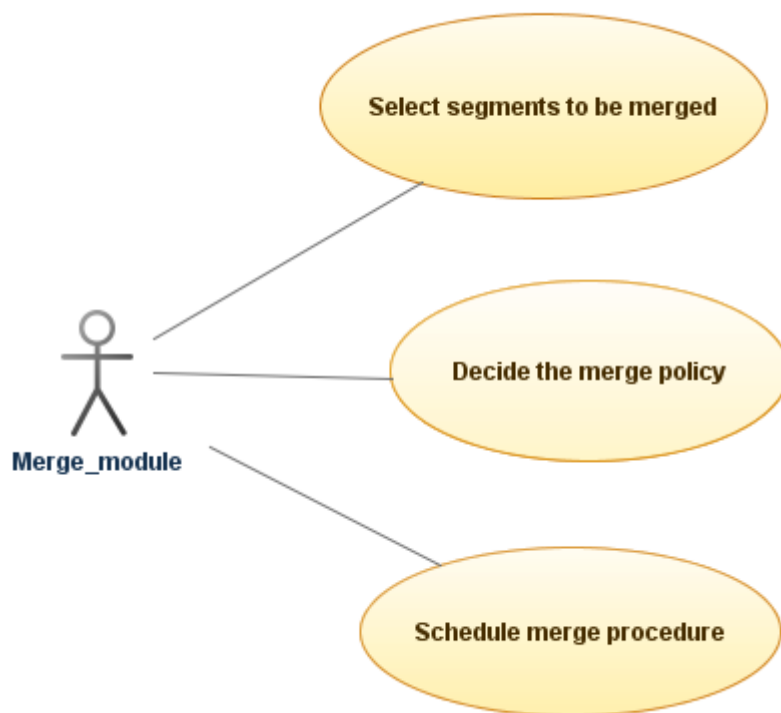 Select segments to be merged
Decide the merge policy
Merge_module
Schedule merge procedure